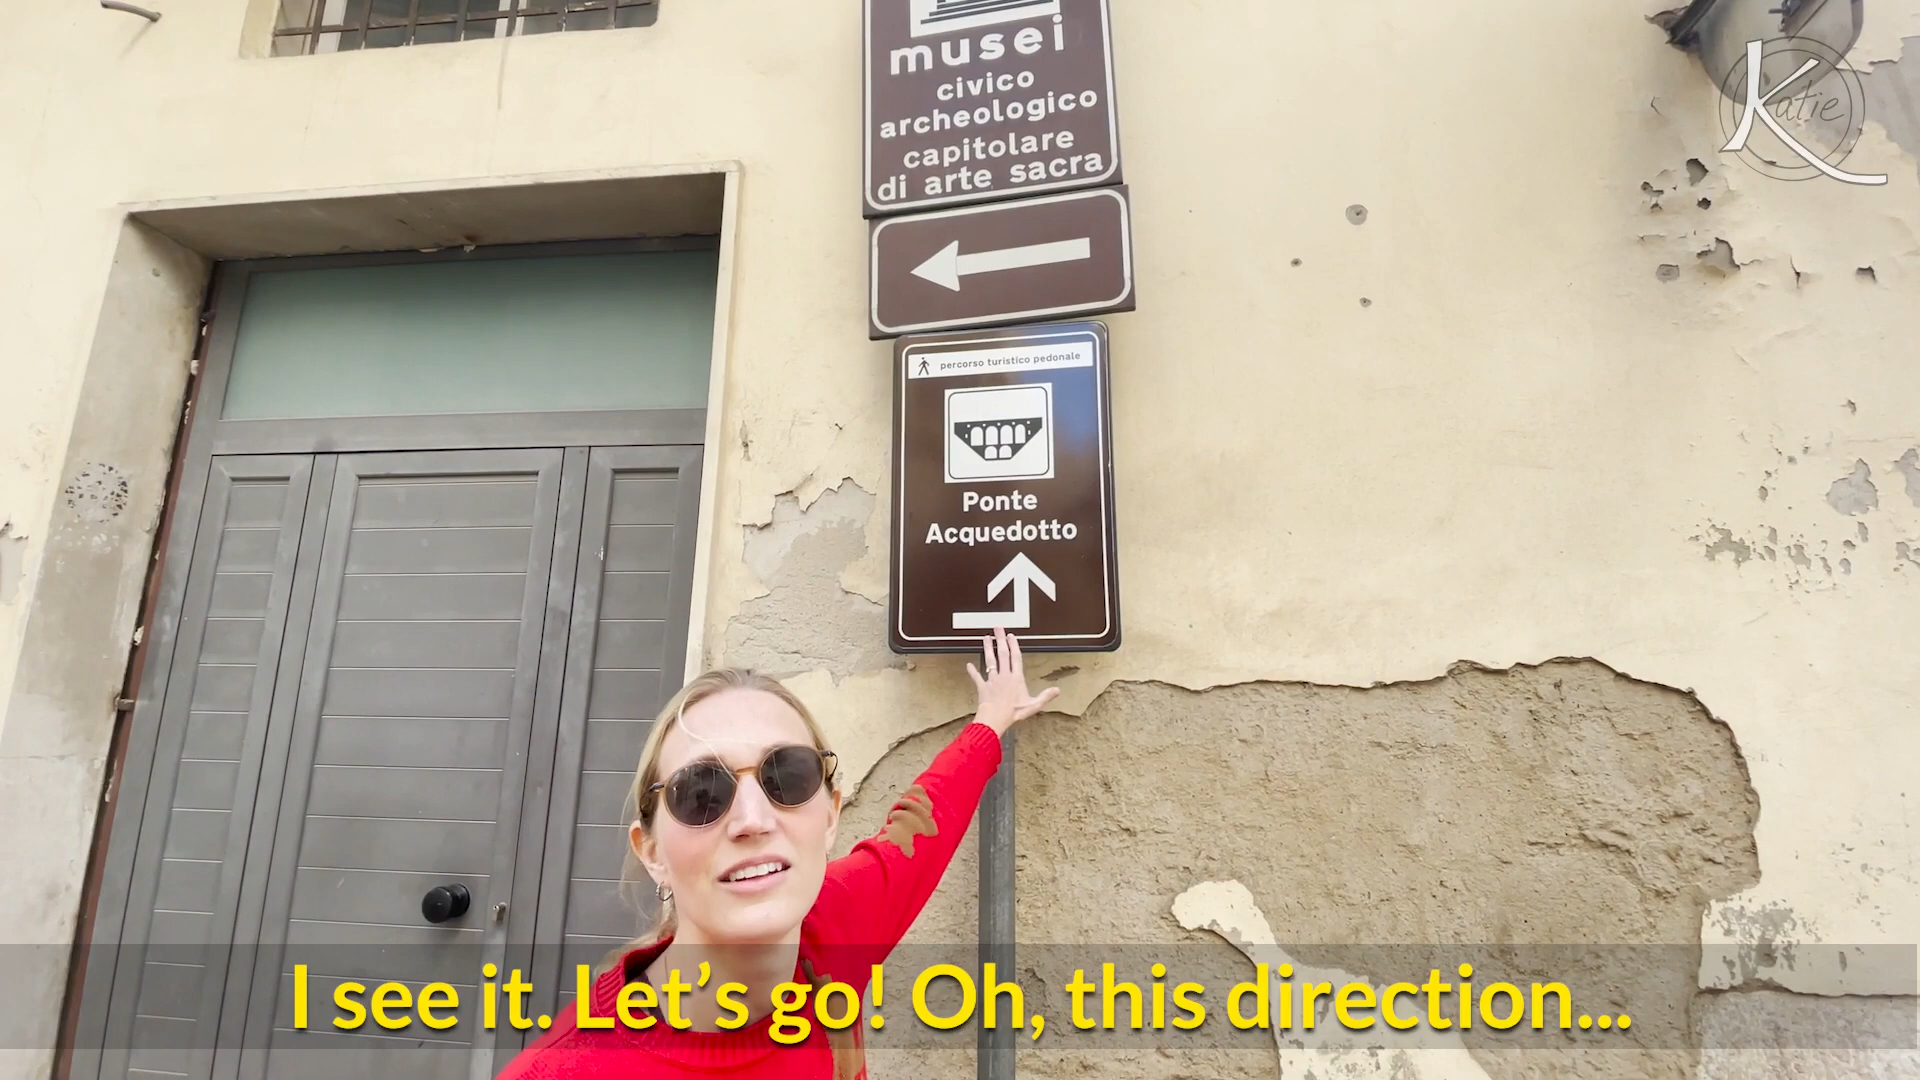 musei
civico
archeologico
capitolare
di arte sacra
Katie
percorso turistico pedonale
Ponte
Acquedotto
I see it. Let’s go! Oh, this direction...